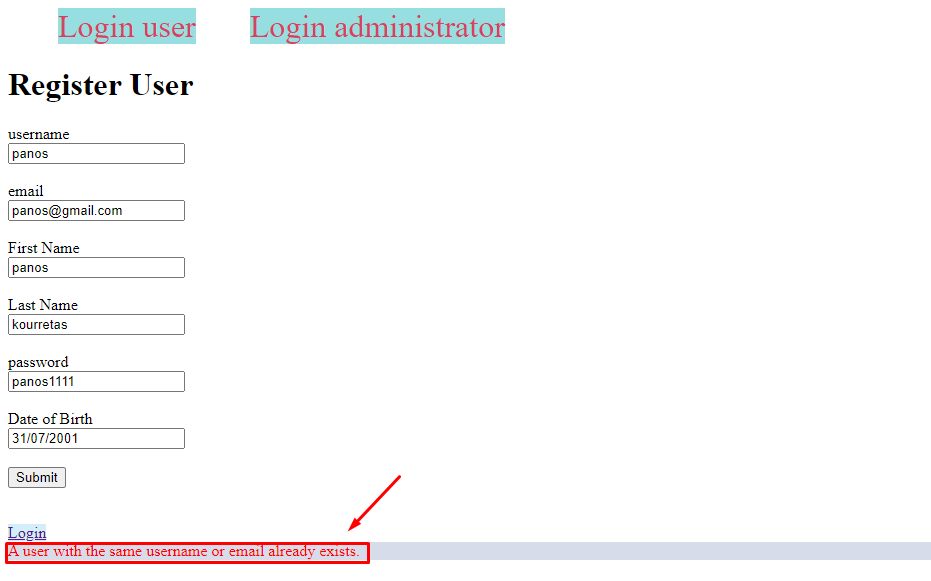 Login user Login administrator
Register User
username
panos
email
panos@gmail.com
First Name
panos
Last Name
kourretas
password
panos1111
Date of Birth
31/07/2001
Submit
Login
A user with the same username or email already exists.